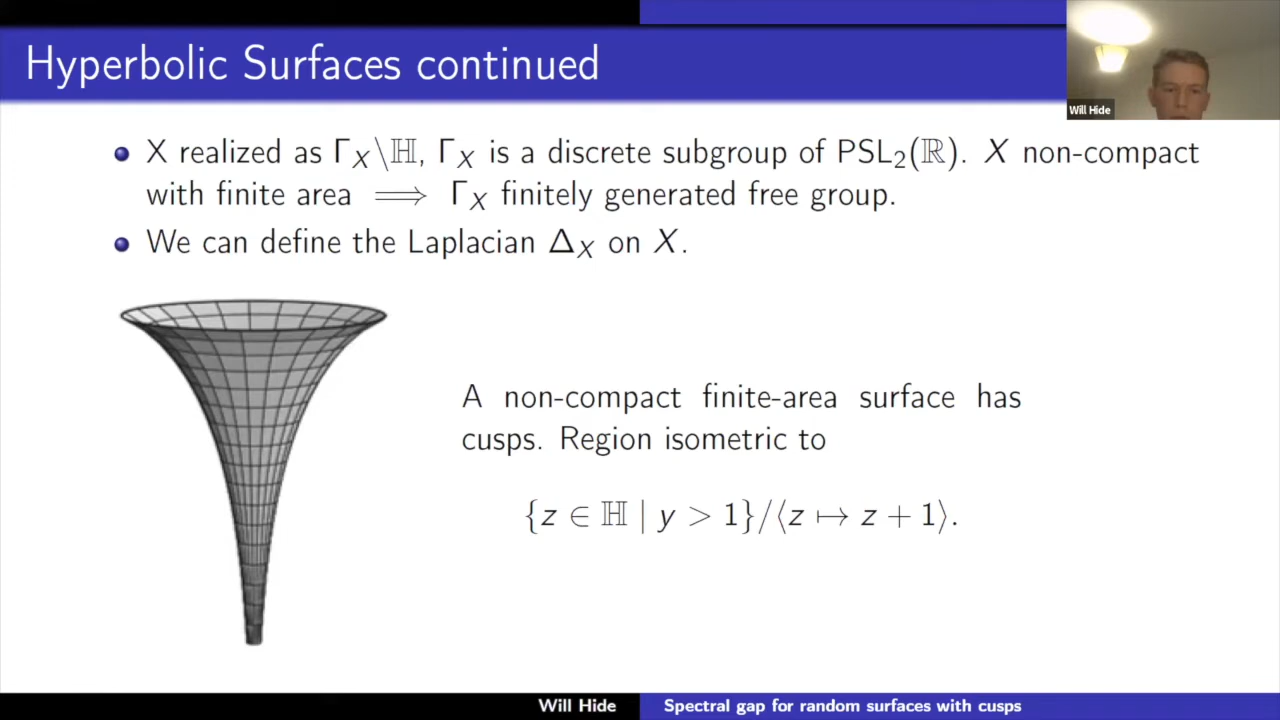 Hyperbolic Surfaces continued
Will Hide
X realized as Γ_X\ℍ, Γ_X is a discrete subgroup of PSL₂(ℝ). X non-compact
with finite area ⟹ Γ_X finitely generated free group.
We can define the Laplacian Δ_X on X.
A non-compact finite-area surface has
cusps. Region isometric to
{z ∈ ℍ | y > 1}/⟨z ↦ z + 1⟩.
Will Hide
Spectral gap for random surfaces with cusps